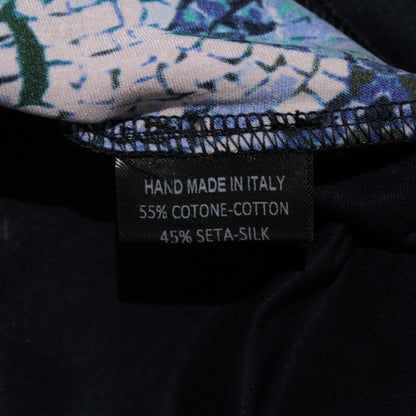 HAND MADE IN ITALY
55% COTONE-COTTON
45% SETA-SILK